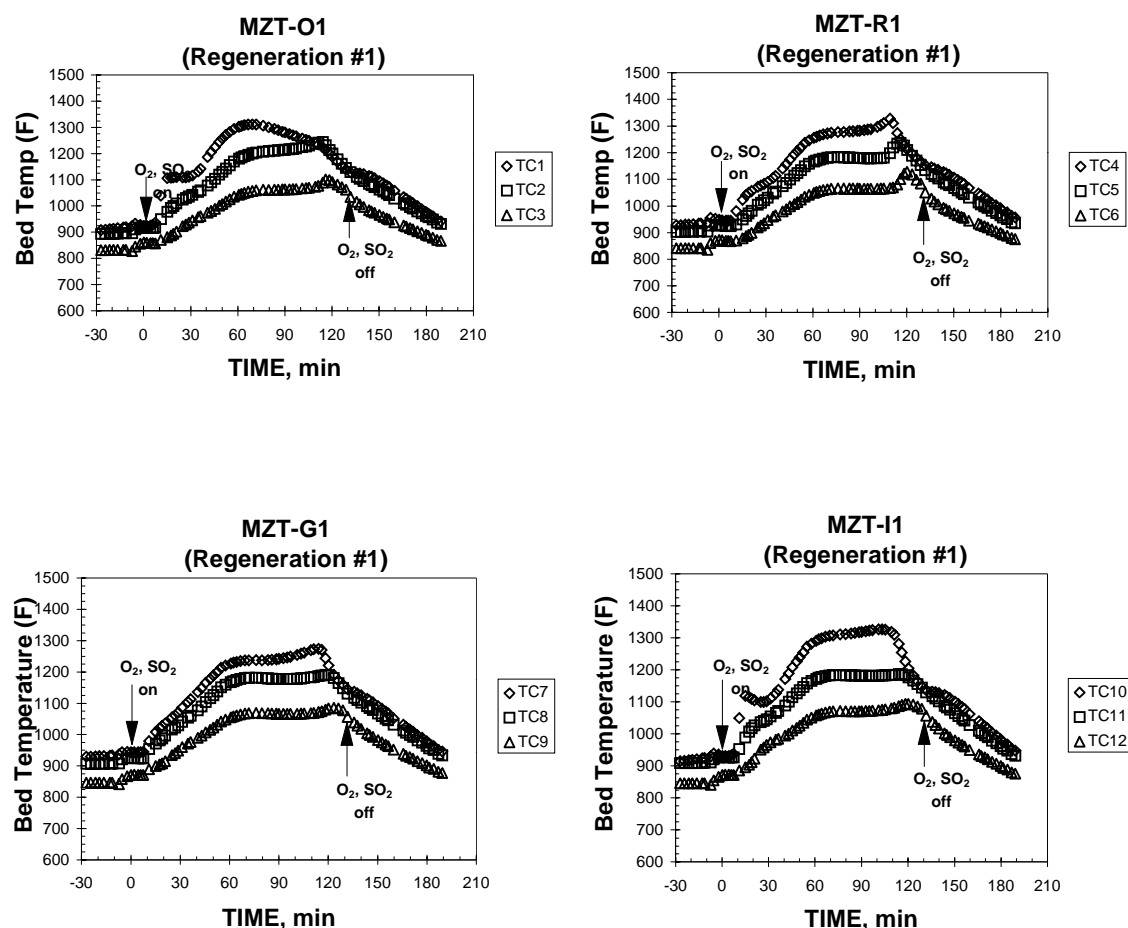 MZT-O1
(Regeneration #1)
Bed Temp (F)
1500
1400
1300
1200
1100
1000
900
800
700
600
O₂, SO₂
on
O₂, SO₂
off
-30 0 30 60 90 120 150 180 210
TIME, min
TC1
TC2
TC3
MZT-R1
(Regeneration #1)
Bed Temp (F)
1500
1400
1300
1200
1100
1000
900
800
700
600
O₂, SO₂
on
O₂, SO₂
off
-30 0 30 60 90 120 150 180 210
TIME, min
TC4
TC5
TC6
MZT-G1
(Regeneration #1)
Bed Temperature (F)
1500
1400
1300
1200
1100
1000
900
800
700
600
O₂, SO₂
on
O₂, SO₂
off
-30 0 30 60 90 120 150 180 210
TIME, min
TC7
TC8
TC9
MZT-I1
(Regeneration #1)
Bed Temperature (F)
1500
1400
1300
1200
1100
1000
900
800
700
600
O₂, SO₂
on
O₂, SO₂
off
-30 0 30 60 90 120 150 180 210
TIME, min
TC10
TC11
TC12